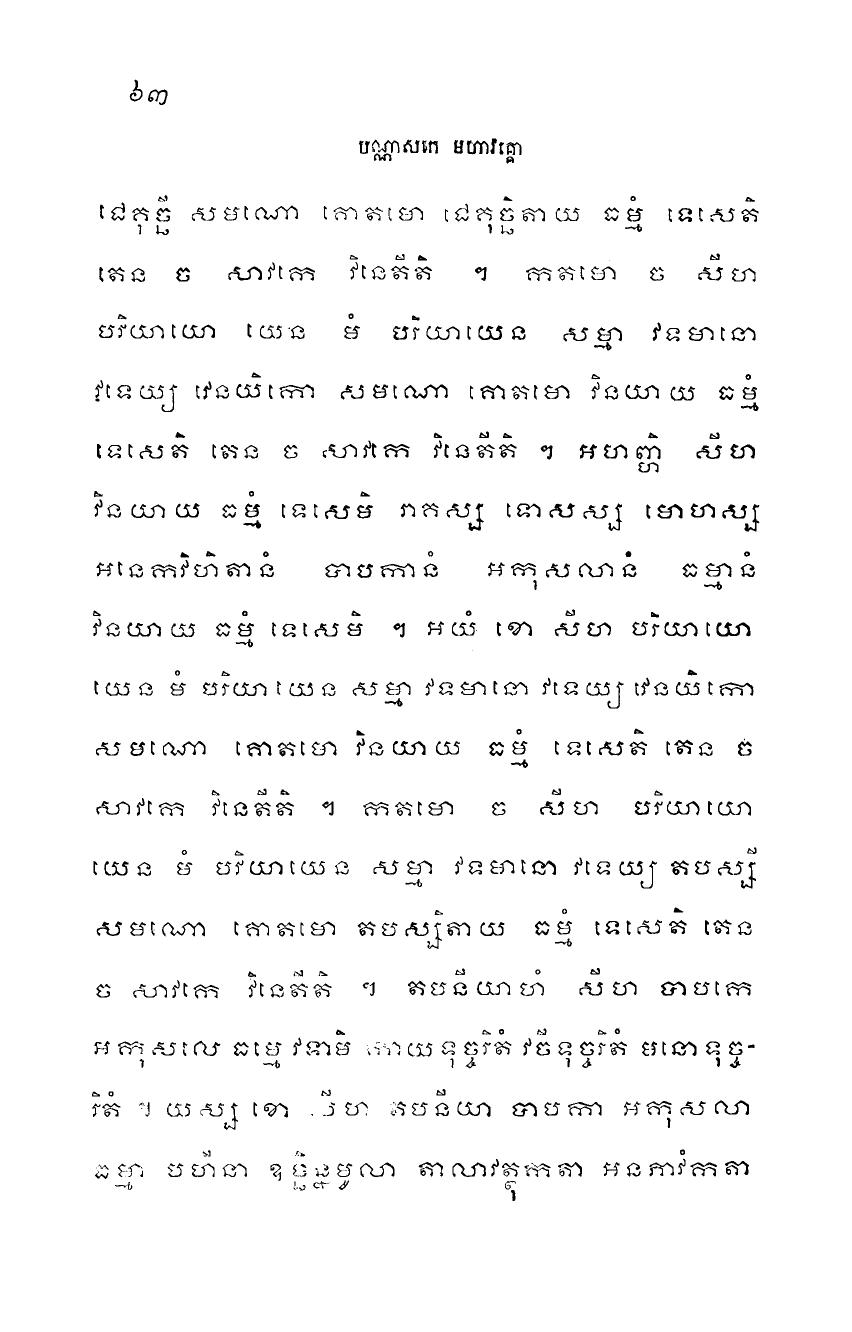 ៦៣
បណ្ណាសកេ មហាវគ្គោ
ជេគុច្ឆី សមណោ គោតមោ ជេគុច្ឆិតាយ ធម្មំ ទេសេតិ
តេន ច សាវកេ វិនេតីតិ ។ កតមោ ច សីហ
បរិយាយោ យេន មំ បរិយាយេន សម្មា វទមានោ
វទេយ្យ វេនយិកោ សមណោ គោតមោ វិនយាយ ធម្មំ
ទេសេតិ តេន ច សាវកេ វិនេតីតិ ។ អហញ្ហិ សីហ
វិនយាយ ធម្មំ ទេសេមិ រាគស្ស ទោសស្ស មោហស្ស
អនេកវិហិតានំ បាបកានំ អកុសលានំ ធម្មានំ
វិនយាយ ធម្មំ ទេសេមិ ។ អយំ ខោ សីហ បរិយាយោ
យេន មំ បរិយាយេន សម្មា វទមានោ វទេយ្យ វេនយិកោ
សមណោ គោតមោ វិនយាយ ធម្មំ ទេសេតិ តេន ច
សាវកេ វិនេតីតិ ។ កតមោ ច សីហ បរិយាយោ
យេន មំ បរិយាយេន សម្មា វទមានោ វទេយ្យ តបស្សី
សមណោ គោតមោ តបស្សិតាយ ធម្មំ ទេសេតិ តេន
ច សាវកេ វិនេតីតិ ។ តបនីយាហំ សីហ បាបកេ
អកុសលេ ធម្មេ វទាមិ កាយទុច្ចរិតំ វចីទុច្ចរិតំ មនោទុច្ច-
រិតំ ។ យស្ស ខោ សីហ តបនីយា បាបកា អកុសលា
ធម្មា បហីនា ឧច្ឆិន្នមូលា តាលាវត្ថុកតា អនភាវំកតា